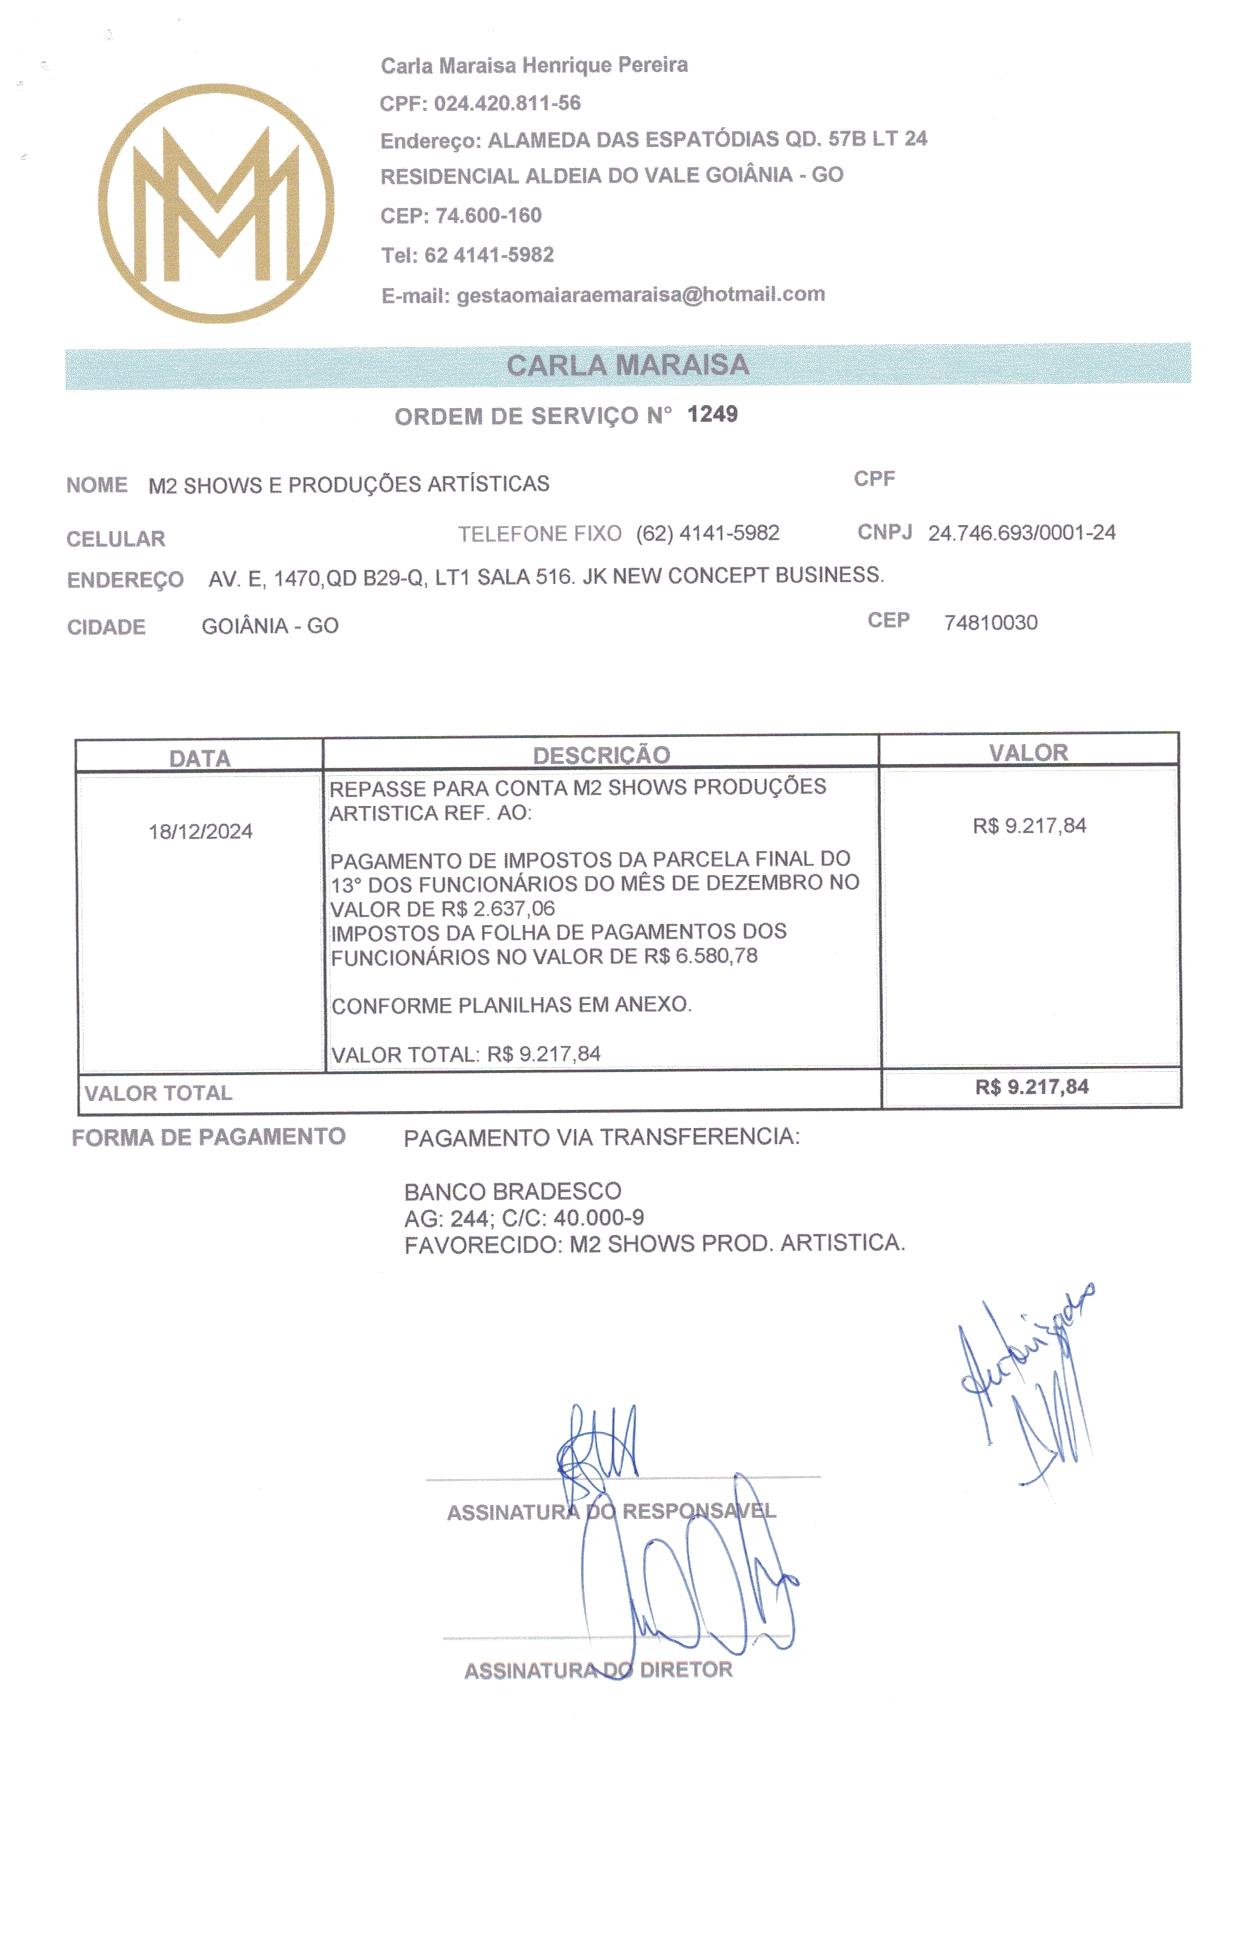 MM
Carla Maraisa Henrique Pereira
CPF: 024.420.811-56
Endereço: ALAMEDA DAS ESPATÓDIAS QD. 57B LT 24
RESIDENCIAL ALDEIA DO VALE GOIÂNIA - GO
CEP: 74.600-160
Tel: 62 4141-5982
E-mail: gestaomaiaraemaraisa@hotmail.com
CARLA MARAISA
ORDEM DE SERVIÇO N° 1249
NOME M2 SHOWS E PRODUÇÕES ARTÍSTICAS CPF
CELULAR TELEFONE FIXO (62) 4141-5982 CNPJ 24.746.693/0001-24
ENDEREÇO AV. E, 1470,QD B29-Q, LT1 SALA 516. JK NEW CONCEPT BUSINESS.
CIDADE GOIÂNIA - GO CEP 74810030
DATA DESCRIÇÃO VALOR
REPASSE PARA CONTA M2 SHOWS PRODUÇÕES
ARTISTICA REF. AO:
18/12/2024 R$ 9.217,84
PAGAMENTO DE IMPOSTOS DA PARCELA FINAL DO
13° DOS FUNCIONÁRIOS DO MÊS DE DEZEMBRO NO
VALOR DE R$ 2.637,06
IMPOSTOS DA FOLHA DE PAGAMENTOS DOS
FUNCIONÁRIOS NO VALOR DE R$ 6.580,78
CONFORME PLANILHAS EM ANEXO.
VALOR TOTAL: R$ 9.217,84
VALOR TOTAL R$ 9.217,84
FORMA DE PAGAMENTO PAGAMENTO VIA TRANSFERENCIA:
BANCO BRADESCO
AG: 244; C/C: 40.000-9
FAVORECIDO: M2 SHOWS PROD. ARTISTICA.
Autorizado
ASSINATURA DO RESPONSAVEL
ASSINATURA DO DIRETOR